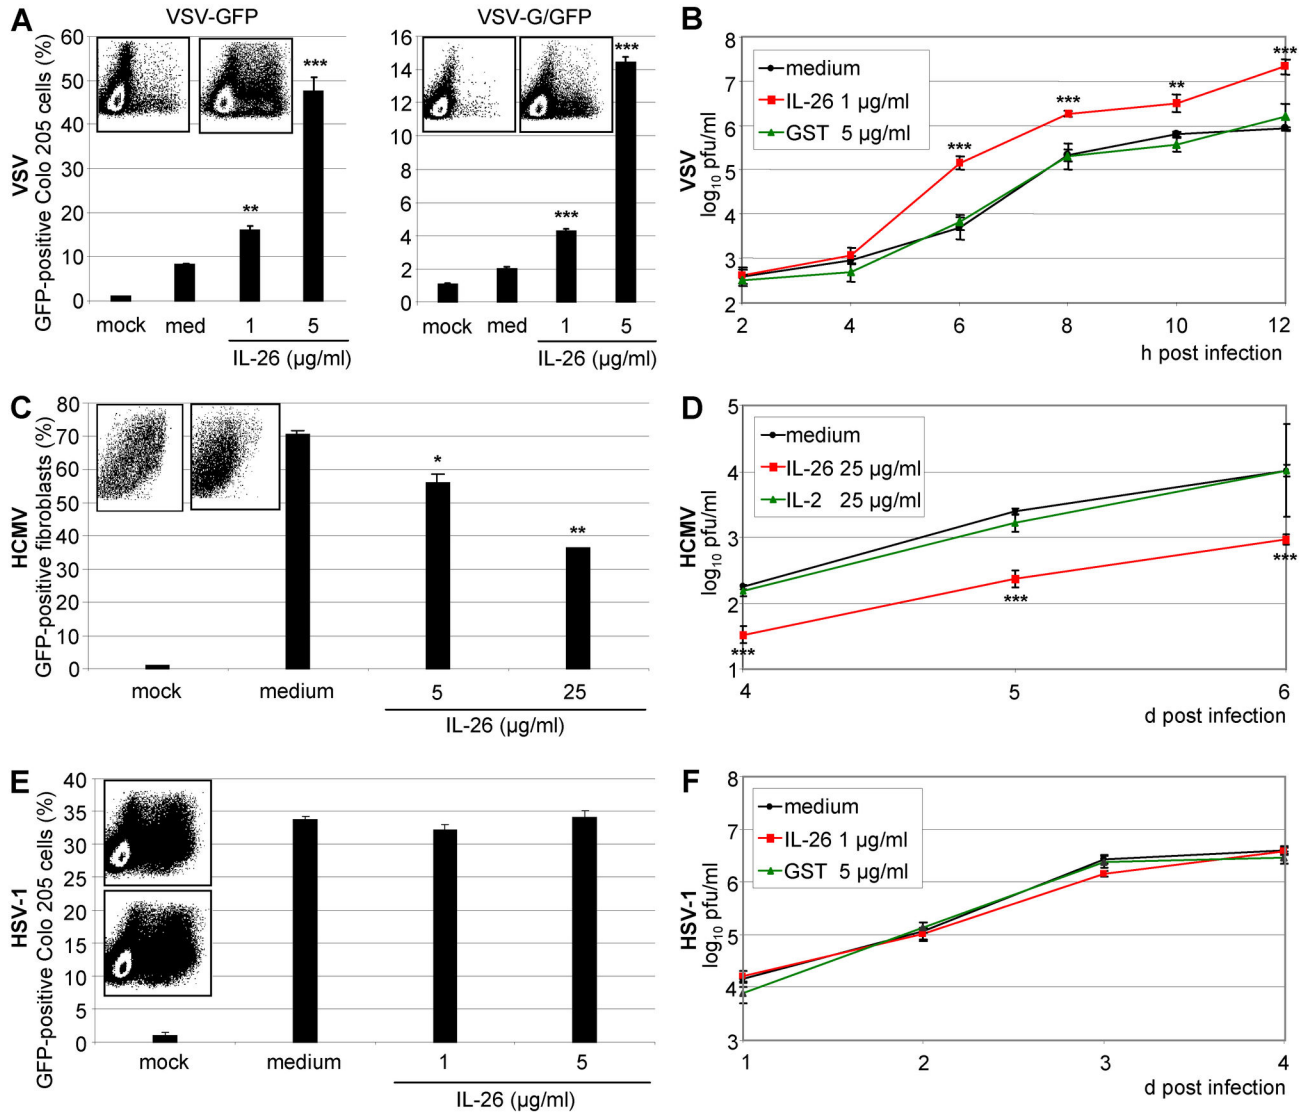 A
VSV-GFP
VSV-G/GFP
VSV
GFP-positive Colo 205 cells (%)
60
50
40
30
20
10
0
**
***
mock
med
1
5
IL-26 (µg/ml)
16
14
12
10
8
6
4
2
0
***
***
mock
med
1
5
IL-26 (µg/ml)
B
VSV
log10 pfu/ml
8
7
6
5
4
3
2
medium
IL-26 1 µg/ml
GST 5 µg/ml
***
***
**
***
2
4
6
8
10
12
h post infection
C
HCMV
GFP-positive fibroblasts (%)
80
70
60
50
40
30
20
10
0
*
**
mock
medium
5
25
IL-26 (µg/ml)
D
HCMV
log10 pfu/ml
5
4
3
2
1
medium
IL-26 25 µg/ml
IL-2 25 µg/ml
***
***
***
4
5
6
d post infection
E
HSV-1
GFP-positive Colo 205 cells (%)
40
35
30
25
20
15
10
5
0
mock
medium
1
5
IL-26 (µg/ml)
F
HSV-1
log10 pfu/ml
8
7
6
5
4
3
medium
IL-26 1 µg/ml
GST 5 µg/ml
1
2
3
4
d post infection